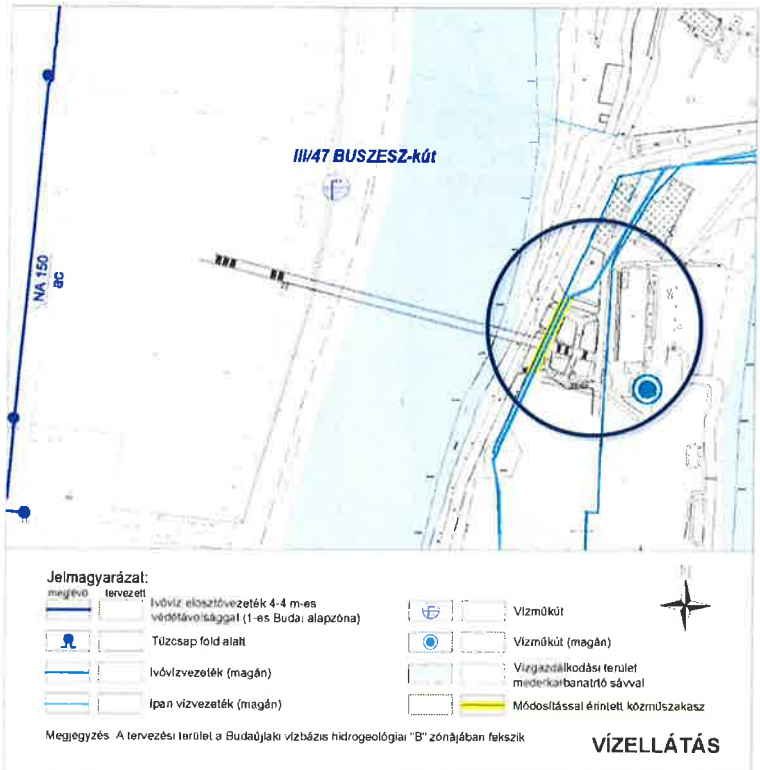 III/47 BUSZESZ-kút
NA 150
ac
Jelmagyarázat:
meglévő tervezett
Ivóvíz elosztóvezeték 4-4 m-es
védőtávolsággal (1-es Budai alapzóna)
Tűzcsap föld alatt
Ivóvízvezeték (magán)
Ipari vízvezeték (magán)
Vízműkút
Vízműkút (magán)
Vízgazdálkodási terület
mederkarbantartó sávval
Módosítással érintett közműszakasz
Megjegyzés A tervezési terület a Budaújlaki vízbázis hidrogeológiai "B" zónájában fekszik
VÍZELLÁTÁS